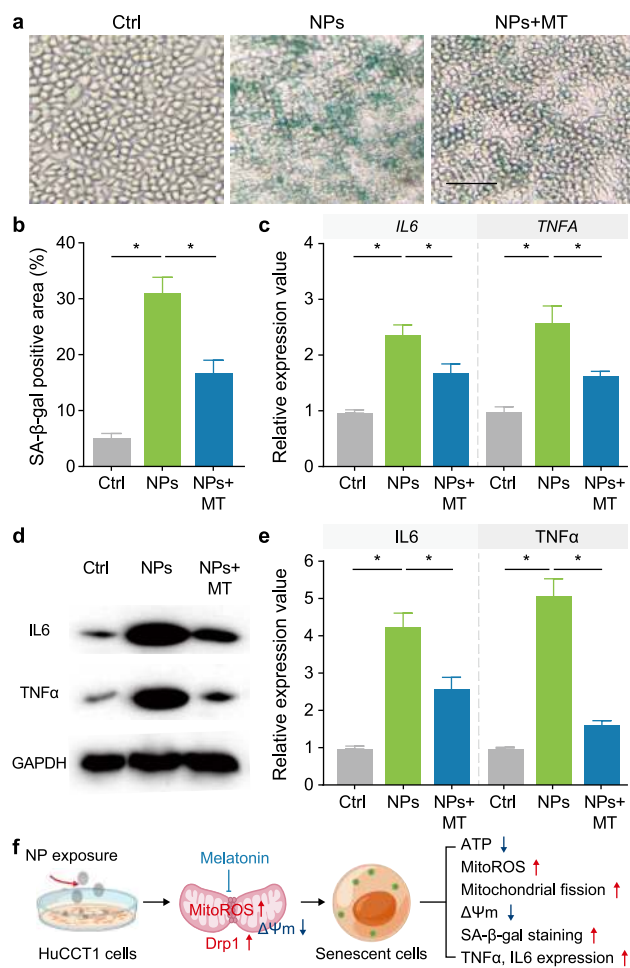 a
Ctrl NPs NPs+MT
b
SA-β-gal positive area (%)
40
30
20
10
0
* *
Ctrl NPs NPs+
MT
c
IL6 TNFA
Relative expression value
4
3
2
1
0
* * * *
Ctrl NPs NPs+ Ctrl NPs NPs+
MT MT
d
Ctrl NPs NPs+
MT
IL6
TNFα
GAPDH
e
IL6 TNFα
Relative expression value
6
5
4
3
2
1
0
* * * *
Ctrl NPs NPs+ Ctrl NPs NPs+
MT MT
f
NP exposure
HuCCT1 cells
Melatonin
MitoROS ↑
ΔΨm ↓
Drp1 ↑
Senescent cells
ATP ↓
MitoROS ↑
Mitochondrial fission ↑
ΔΨm ↓
SA-β-gal staining ↑
TNFα, IL6 expression ↑